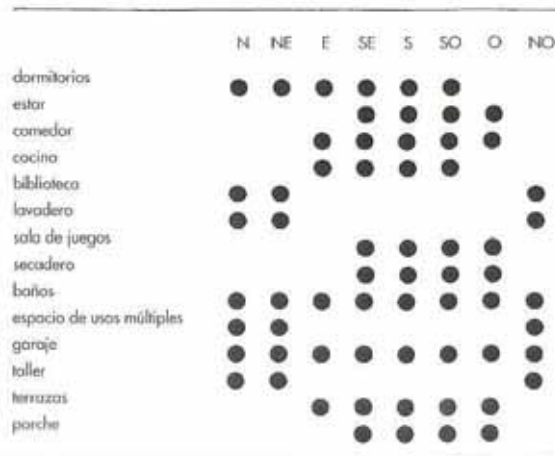 N NE E SE S SO O NO
dormitorios
estar
comedor
cocina
biblioteca
lavadero
sala de juegos
secadero
baños
espacio de usos múltiples
garaje
taller
terrazas
porche